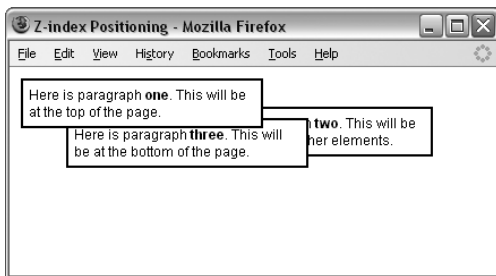 Z-index Positioning - Mozilla Firefox
File Edit View History Bookmarks Tools Help
Here is paragraph one. This will be
at the top of the page.
two. This will be
her elements.
Here is paragraph three. This will
be at the bottom of the page.